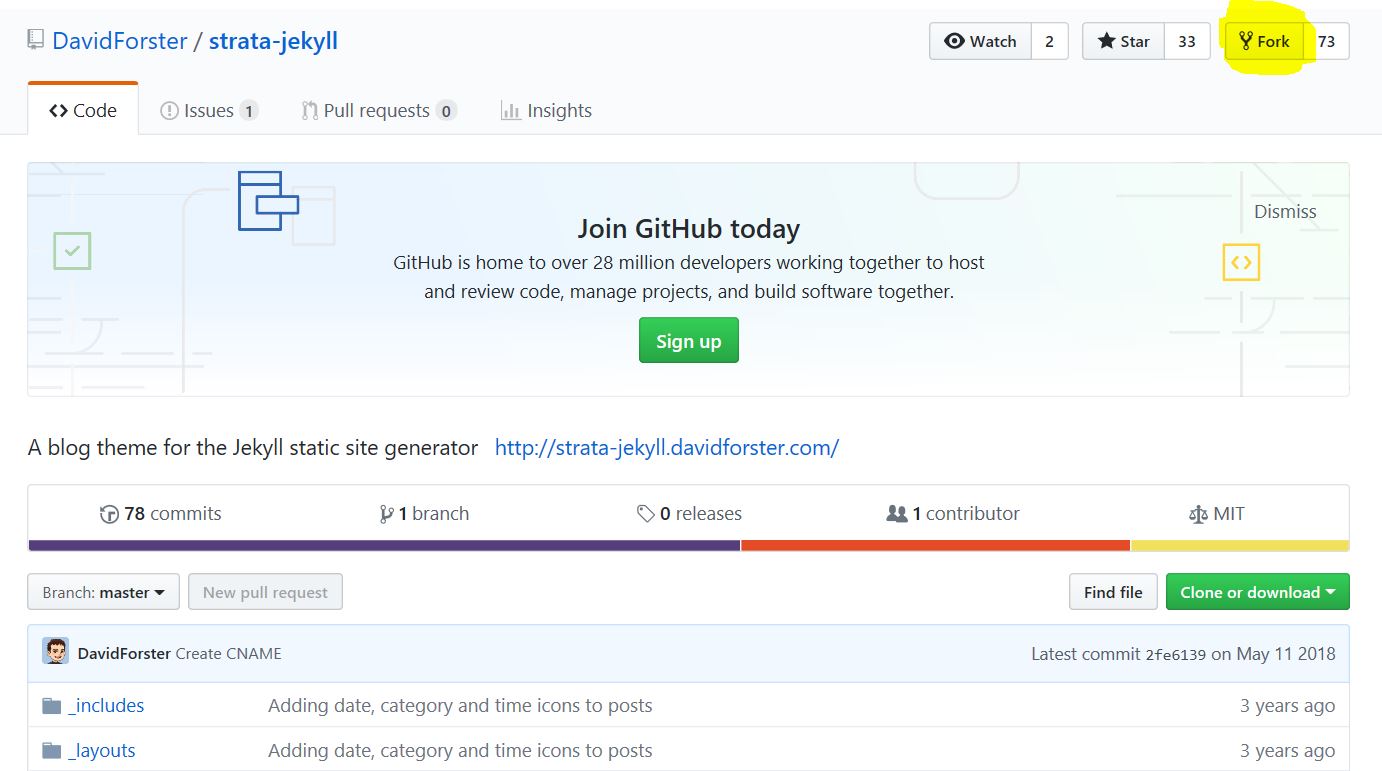 DavidForster / strata-jekyll Watch 2 Star 33 Fork 73
Code Issues 1 Pull requests 0 Insights
Dismiss
Join GitHub today
GitHub is home to over 28 million developers working together to host
and review code, manage projects, and build software together.
Sign up
A blog theme for the Jekyll static site generator http://strata-jekyll.davidforster.com/
78 commits 1 branch 0 releases 1 contributor MIT
Branch: master New pull request Find file Clone or download
DavidForster Create CNAME Latest commit 2fe6139 on May 11 2018
_includes Adding date, category and time icons to posts 3 years ago
_layouts Adding date, category and time icons to posts 3 years ago